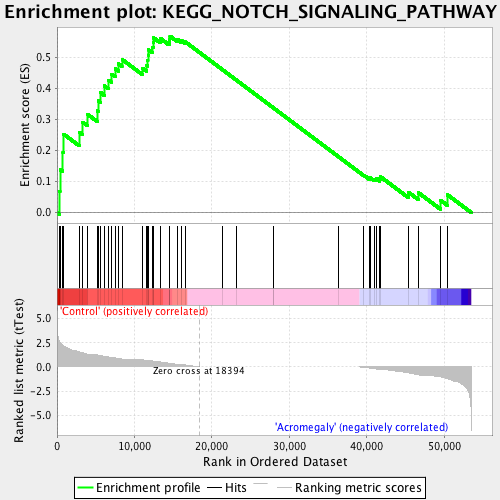 Enrichment plot: KEGG_NOTCH_SIGNALING_PATHWAY
Enrichment score (ES)
0.5
0.4
0.3
0.2
0.1
0.0
'Control' (positively correlated)
Ranked list metric (tTest)
5.0
2.5
0.0
-2.5
-5.0
Zero cross at 18394
'Acromegaly' (negatively correlated)
0
10,000
20,000
30,000
40,000
50,000
Rank in Ordered Dataset
Enrichment profile
Hits
Ranking metric scores